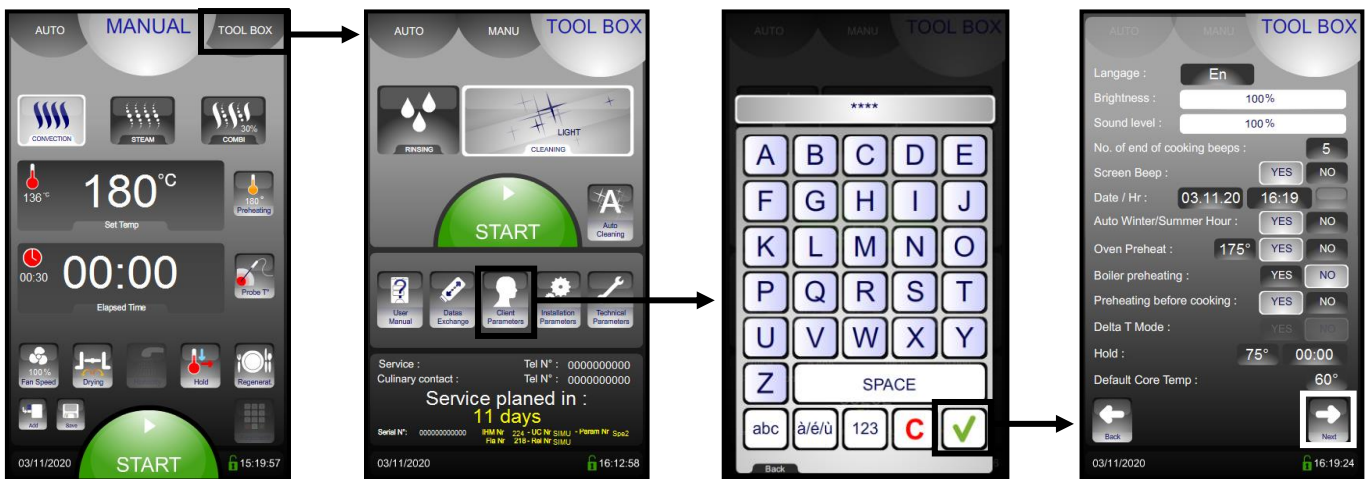 AUTO MANUAL TOOL BOX
CONVECTION STEAM 30% COMBI
136 °C 180°C 180° Preheating
Set Temp
00:30 00:00 Probe T°
Elapsed Time
100% Fan Speed Drying Hold Regenerat.
Add Save
START
03/11/2020 15:19:57
AUTO MANU TOOL BOX
RINSING LIGHT CLEANING
START A Auto Cleaning
? User Manual Datas Exchange Client Parameters Installation Parameters Technical Parameters
Service : Tel N° : 0000000000
Culinary contact : Tel N° : 0000000000
Service planed in :
11 days
Serial N°: 000000000000 IHM Nr 224 - UC Nr SIMU - Param Nr Spe2
Fla Nr 218 - Rel Nr SIMU
03/11/2020 16:12:58
AUTO MANU TOOL BOX
****
A B C D E
F G H I J
K L M N O
P Q R S T
U V W X Y
Z SPACE
abc à/é/ù 123 C
Back
AUTO MANU TOOL BOX
Langage : En
Brightness : 100%
Sound level : 100%
No. of end of cooking beeps : 5
Screen Beep : YES NO
Date / Hr : 03.11.20 16:19
Auto Winter/Summer Hour : YES NO
Oven Preheat : 175° YES NO
Boiler preheating : YES NO
Preheating before cooking : YES NO
Delta T Mode : YES NO
Hold : 75° 00:00
Default Core Temp : 60°
Back Next
03/11/2020 16:19:24